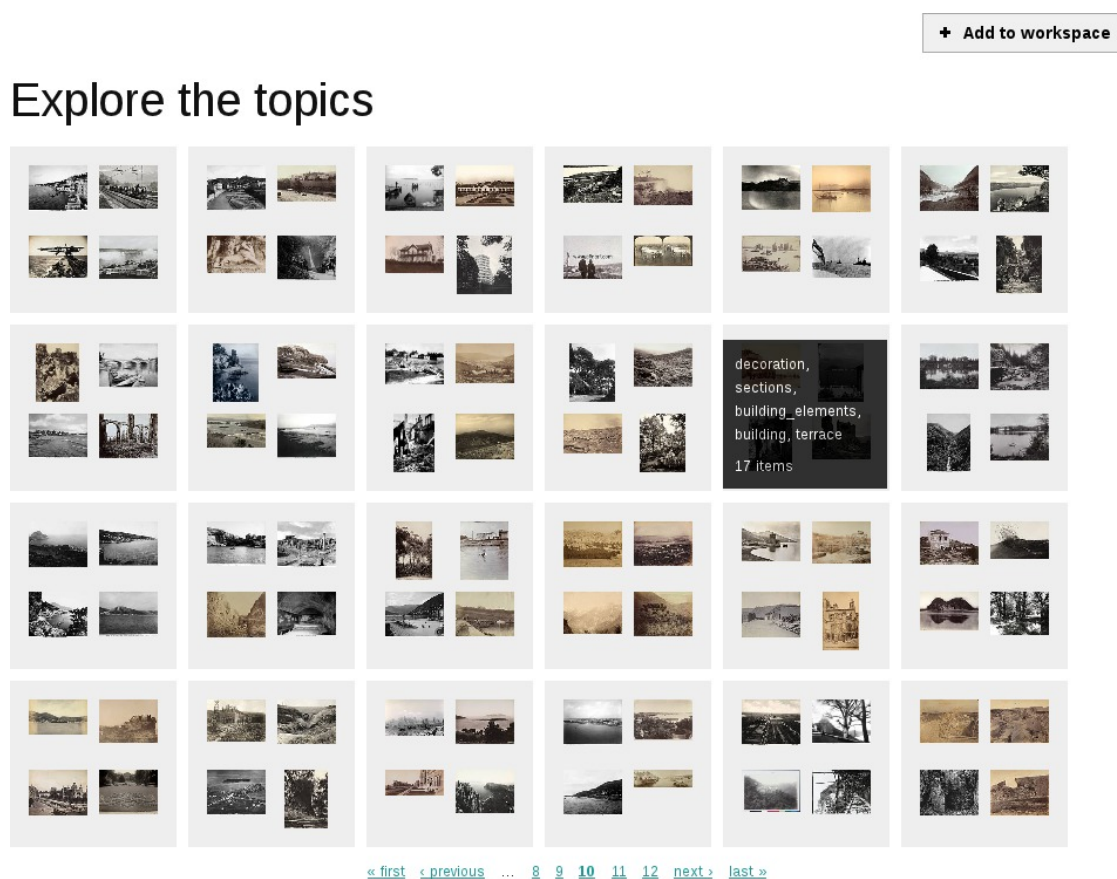 + Add to workspace
Explore the topics
decoration,
sections,
building_elements,
building, terrace
17 items
« first ‹ previous … 8 9 10 11 12 next › last »